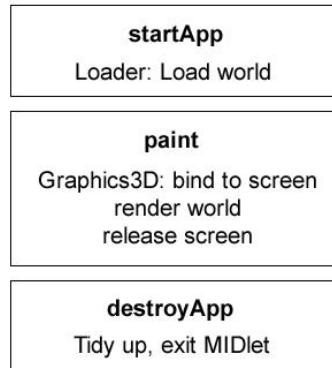 startApp
Loader: Load world
paint
Graphics3D: bind to screen
render world
release screen
destroyApp
Tidy up, exit MIDlet